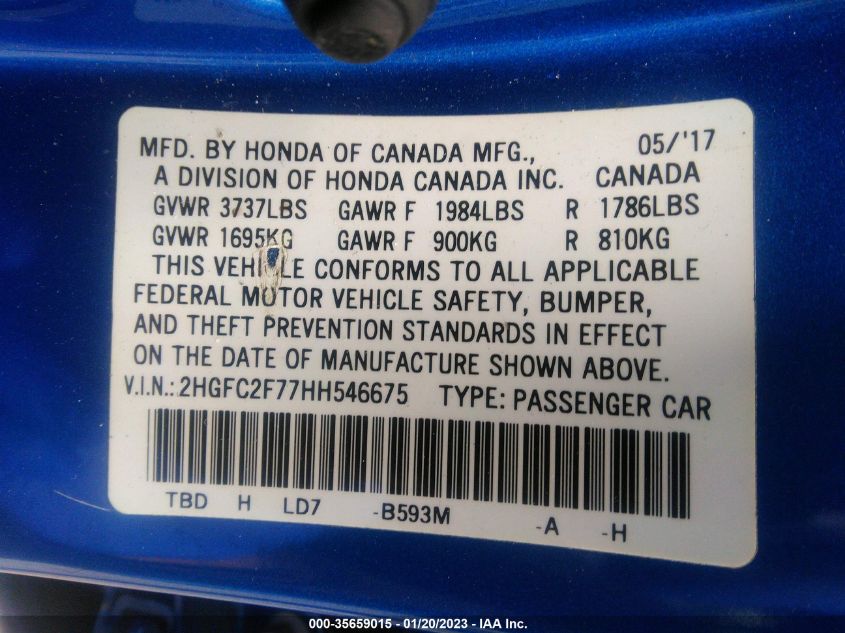 MFD. BY HONDA OF CANADA MFG., 05/'17
A DIVISION OF HONDA CANADA INC. CANADA
GVWR 3737LBS GAWR F 1984LBS R 1786LBS
GVWR 1695KG GAWR F 900KG R 810KG
THIS VEHICLE CONFORMS TO ALL APPLICABLE
FEDERAL MOTOR VEHICLE SAFETY, BUMPER,
AND THEFT PREVENTION STANDARDS IN EFFECT
ON THE DATE OF MANUFACTURE SHOWN ABOVE.
V.I.N.:2HGFC2F77HH546675 TYPE: PASSENGER CAR
TBD H LD7 -B593M -A -H
000-35659015 - 01/20/2023 - IAA Inc.